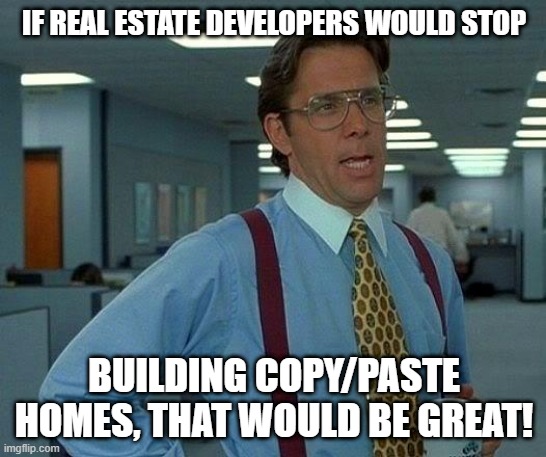 IF REAL ESTATE DEVELOPERS WOULD STOP
BUILDING COPY/PASTE
HOMES, THAT WOULD BE GREAT!
imgflip.com